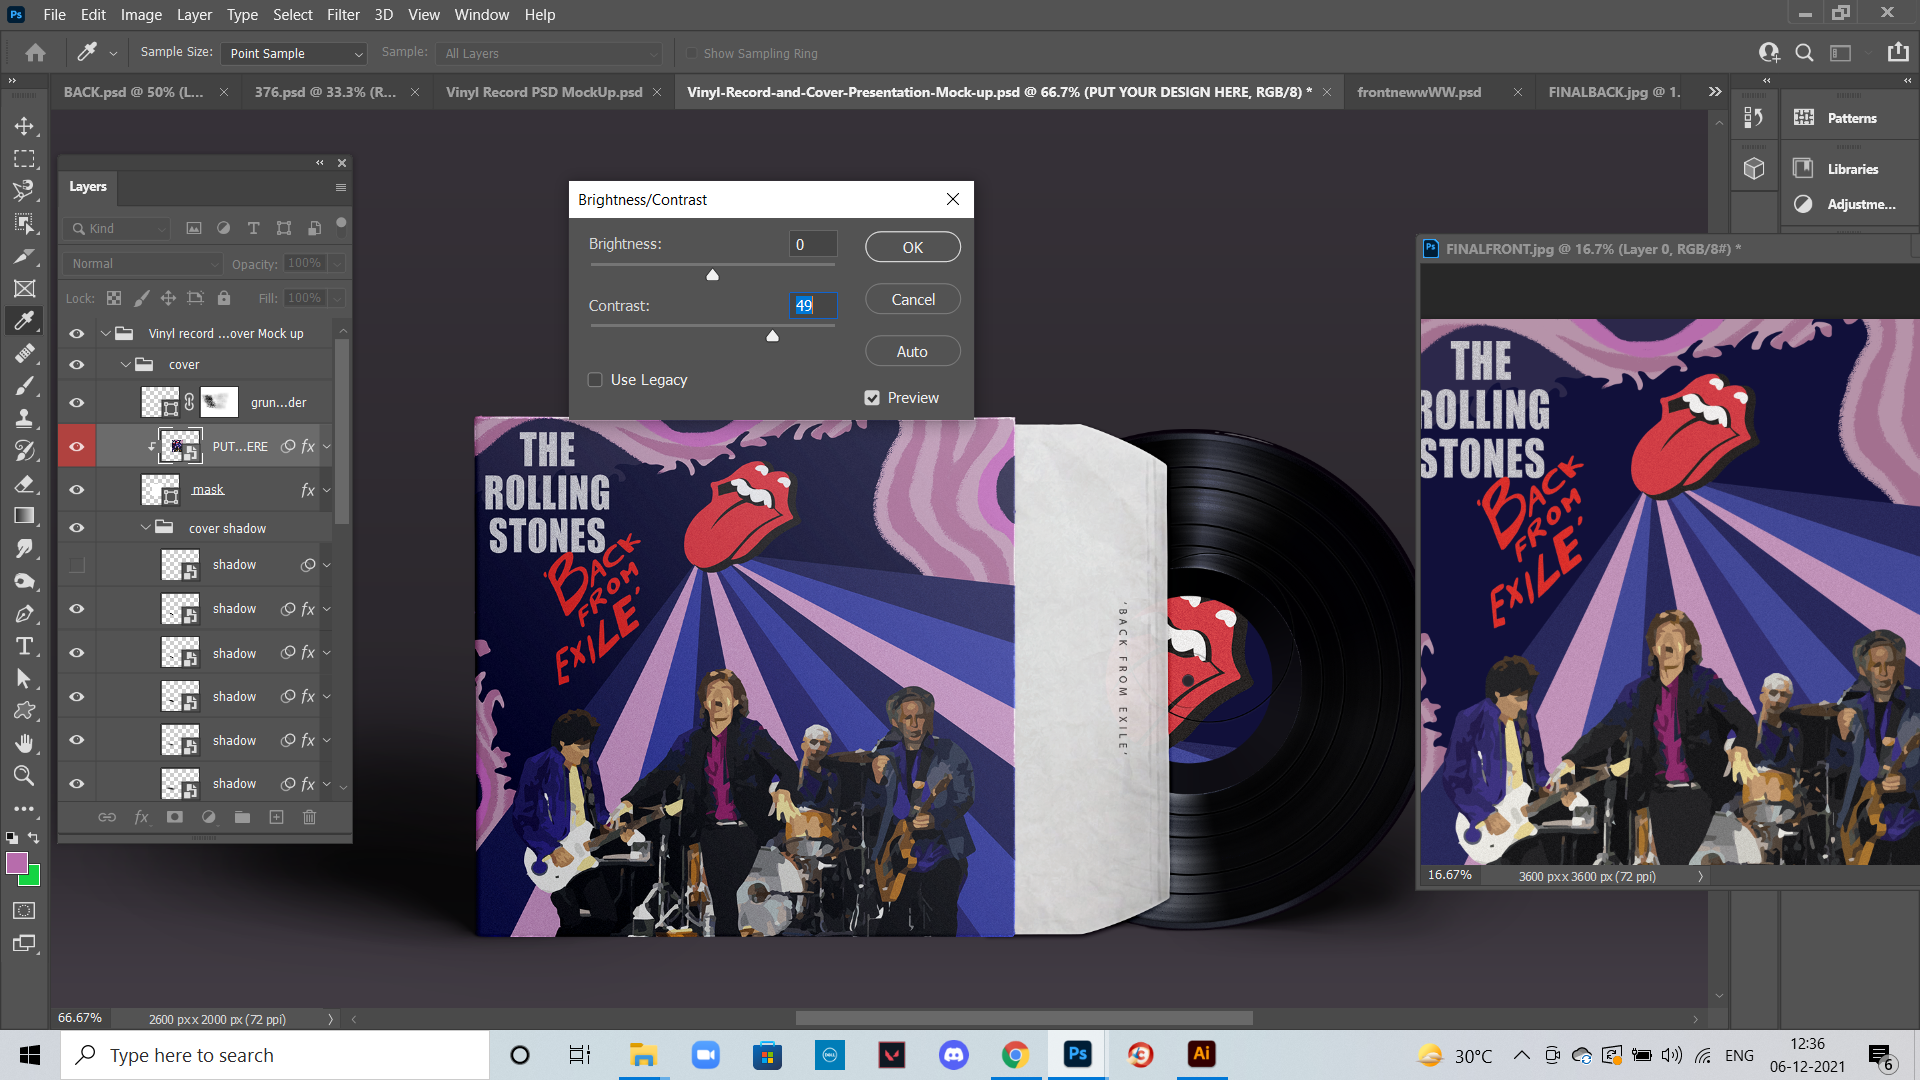 Ps File Edit Image Layer Type Select Filter 3D View Window Help
Sample Size: Point Sample Sample: All Layers Show Sampling Ring
BACK.psd @ 50% (L... 376.psd @ 33.3% (R... Vinyl Record PSD MockUp.psd Vinyl-Record-and-Cover-Presentation-Mock-up.psd @ 66.7% (PUT YOUR DESIGN HERE, RGB/8) * frontnewwWW.psd FINALBACK.jpg @ 1.
Patterns
Libraries
Adjustme...
Layers
Kind
Normal Opacity: 100%
Lock: Fill: 100%
Vinyl record ...over Mock up
cover
grun...der
PUT...ERE fx
mask fx
cover shadow
shadow
shadow fx
shadow fx
shadow fx
shadow fx
shadow fx
fx
Brightness/Contrast
Brightness: 0 OK
Contrast: 49 Cancel
Auto
Use Legacy
Preview
THE
ROLLING
STONES
'BACK
FROM
EXILE'
'BACK FROM EXILE'
Ps FINALFRONT.jpg @ 16.7% (Layer 0, RGB/8#) *
THE
ROLLING
STONES
'BACK
FROM
EXILE'
16.67% 3600 px x 3600 px (72 ppi)
66.67% 2600 px x 2000 px (72 ppi)
Type here to search
DELL
Ps
Ai
30°C
ENG
12:36
06-12-2021
6